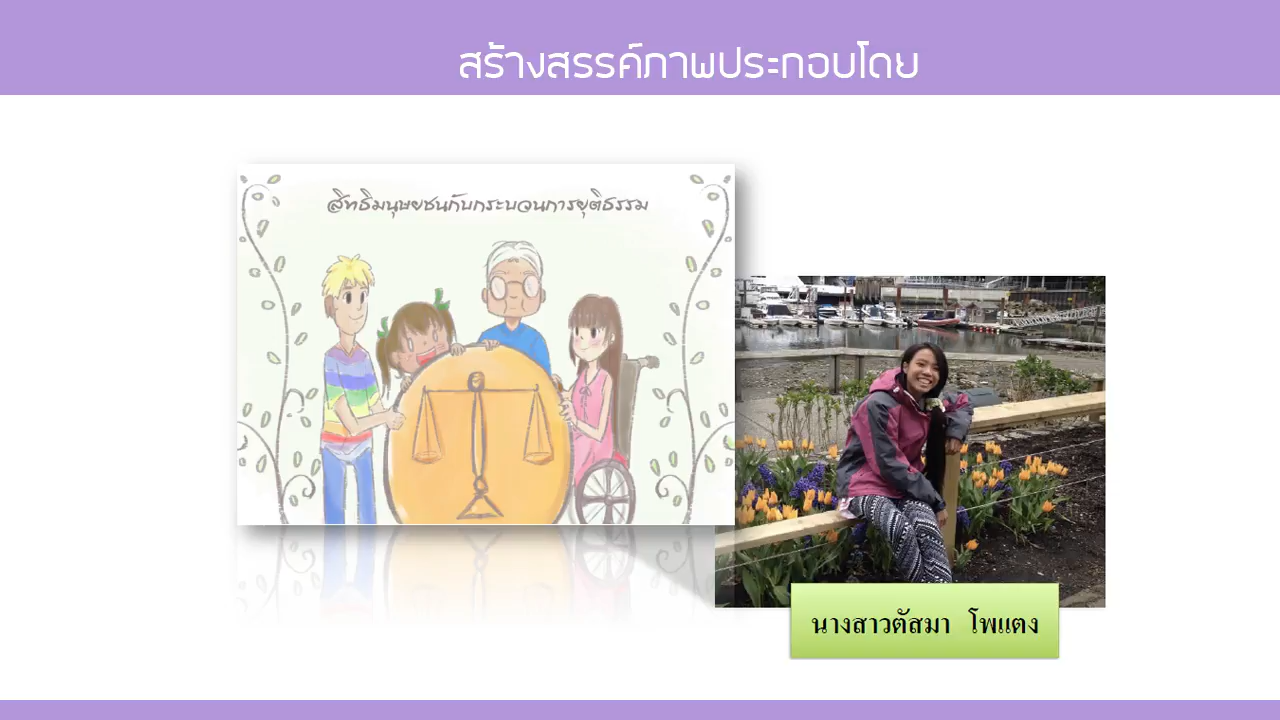 สร้างสรรค์ภาพประกอบโดย
สิทธิมนุษยชนกับกระบวนการยุติธรรม
นางสาวตัสมา โพแตง